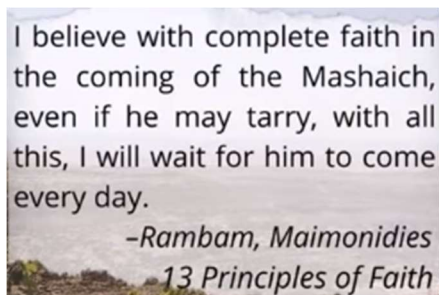 I believe with complete faith in
the coming of the Mashaich,
even if he may tarry, with all
this, I will wait for him to come
every day.
–Rambam, Maimonidies
13 Principles of Faith